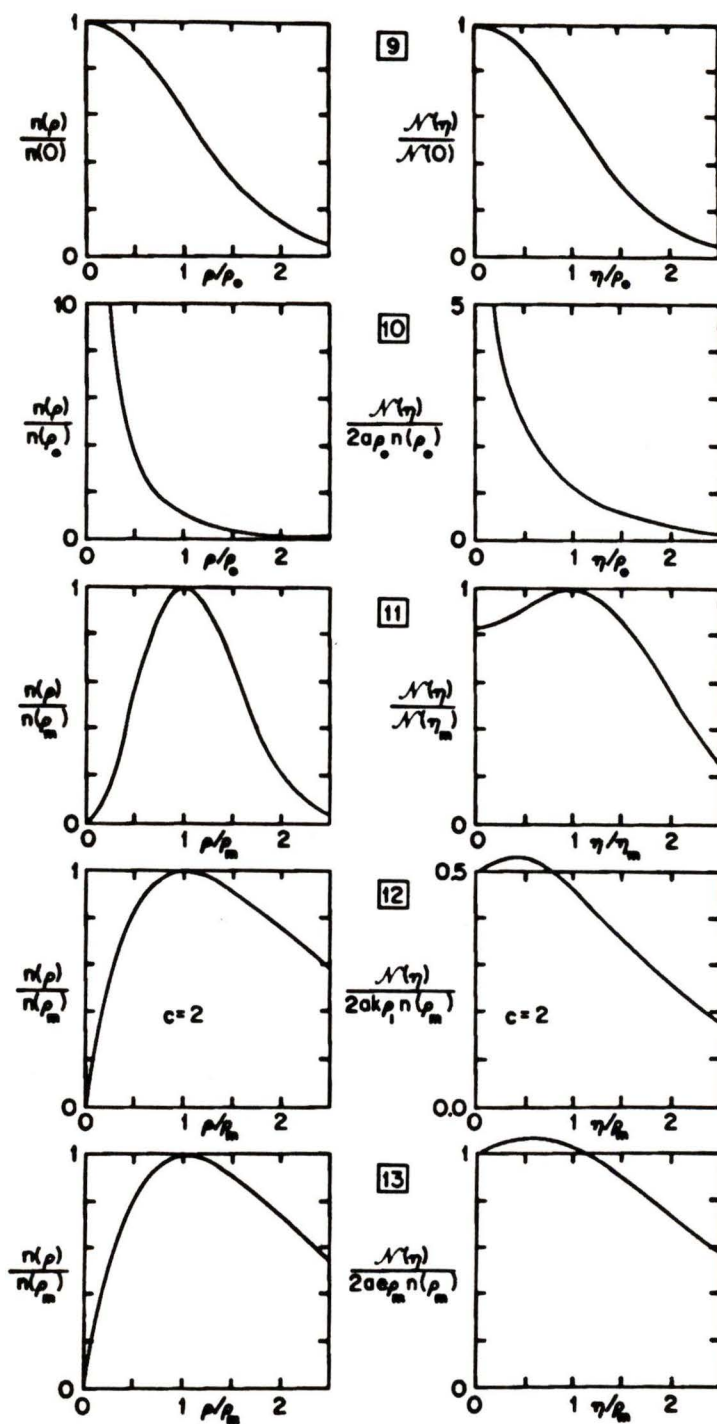 1
n(ρ)
n(0)
0
0 1 2
ρ/ρ₀
9
1
𝒩(η)
𝒩(0)
0
0 1 2
η/ρ₀
10
n(ρ)
n(ρ₀)
0
0 1 2
ρ/ρ₀
10
5
𝒩(η)
2aρ₀n(ρ₀)
0
0 1 2
η/ρ₀
1
n(ρ)
n(ρₘ)
0
0 1 2
ρ/ρₘ
11
1
𝒩(η)
𝒩(ηₘ)
0
0 1 2
η/ηₘ
1
n(ρ)
n(ρₘ)
c=2
0
0 1 2
ρ/ρₘ
12
0.5
𝒩(η)
2akρ₁n(ρₘ)
c=2
0.0
0 1 2
η/ρₘ
1
n(ρ)
n(ρₘ)
0
0 1 2
ρ/ρₘ
13
1
𝒩(η)
2aeρₘn(ρₘ)
0
0 1 2
η/ρₘ